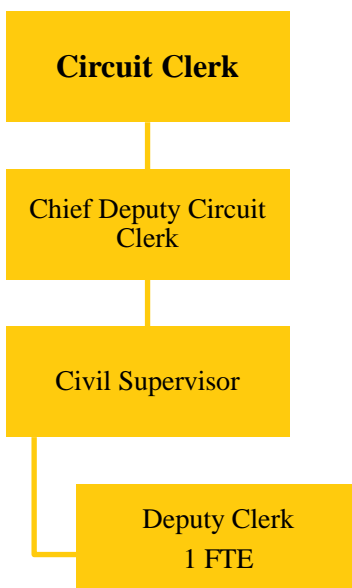 Circuit Clerk
Chief Deputy Circuit
Clerk
Civil Supervisor
Deputy Clerk
1 FTE